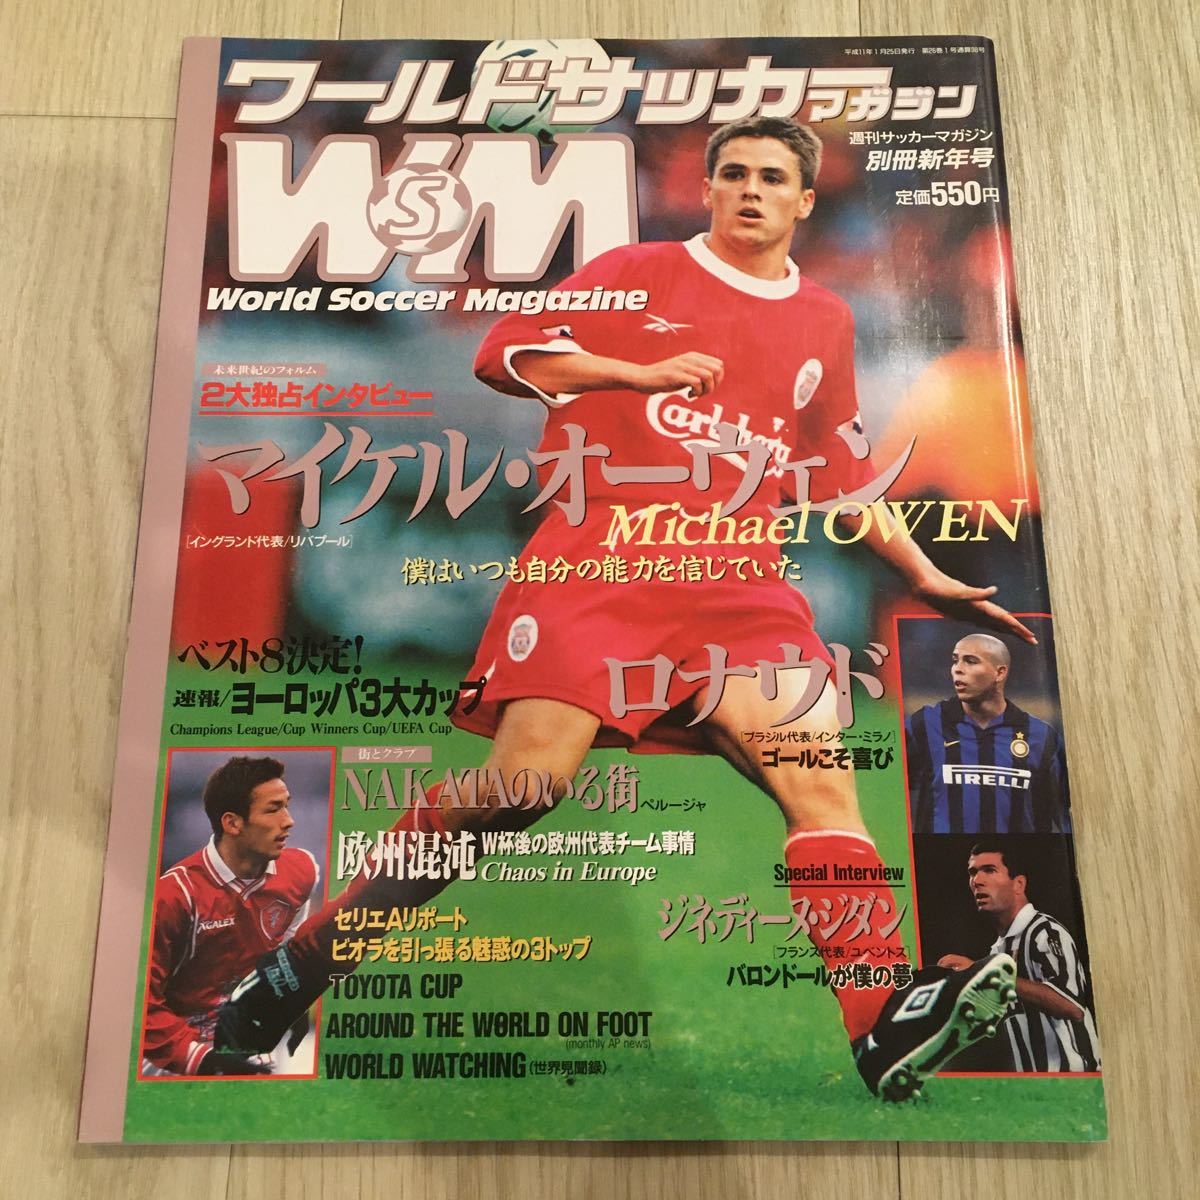 平成11年1月25日発行 第26巻1号通算98号
ワールドサッカーマガジン
週刊サッカーマガジン
別冊新年号
定価550円
WSM
World Soccer Magazine
Reebok
Carlsberg
未来世紀のフォルム
2大独占インタビュー
マイケル・オーウェン
Michael OWEN
[イングランド代表/リバプール]
僕はいつも自分の能力を信じていた
ベスト8決定!
速報/ヨーロッパ3大カップ
Champions League/Cup Winners Cup/UEFA Cup
ロナウド
[ブラジル代表/インター・ミラノ]
ゴールこそ喜び
PIRELLI
街とクラブ
NAKATAのいる街 ペルージャ
欧州混沌 W杯後の欧州代表チーム事情
Chaos in Europe
Special Interview
ジネディーヌ・ジダン
[フランス代表/ユベントス]
バロンドールが僕の夢
AGALEX
セリエAリポート
ビオラを引っ張る魅惑の3トップ
TOYOTA CUP
AROUND THE WORLD ON FOOT
(monthly AP news)
WORLD WATCHING(世界見聞録)